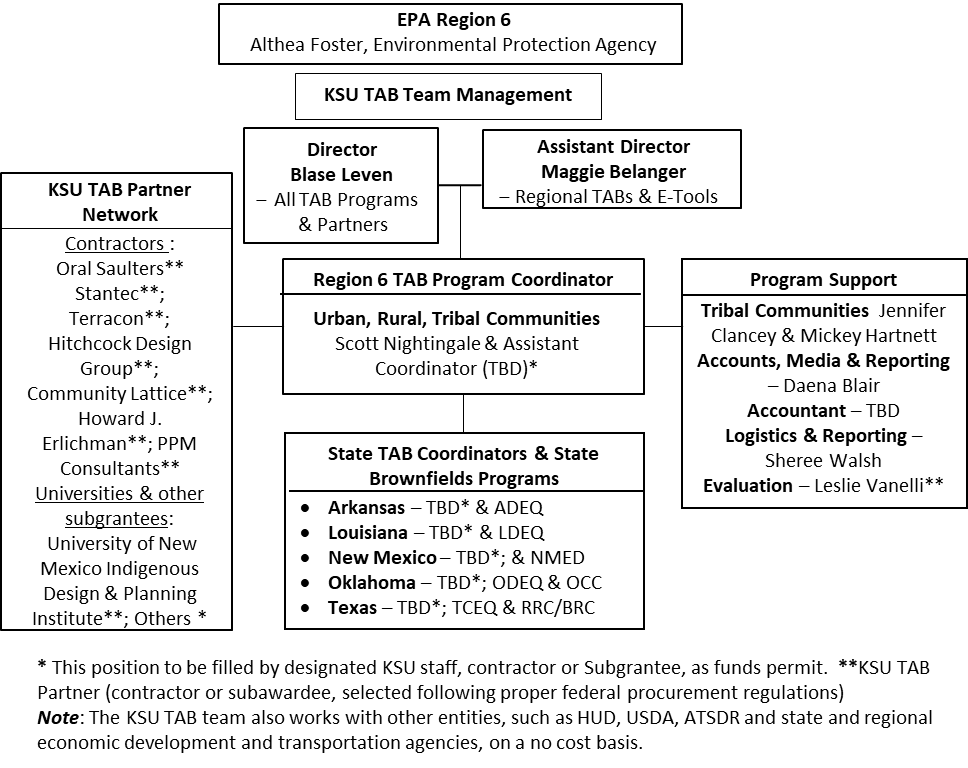 EPA Region 6
Althea Foster, Environmental Protection Agency
KSU TAB Team Management
Director
Blase Leven
– All TAB Programs
& Partners
Assistant Director
Maggie Belanger
– Regional TABs & E-Tools
KSU TAB Partner
Network
Contractors :
Oral Saulters**
Stantec**;
Terracon**;
Hitchcock Design
Group**;
Community Lattice**;
Howard J.
Erlichman**; PPM
Consultants**
Universities & other
subgrantees:
University of New
Mexico Indigenous
Design & Planning
Institute**; Others *
Region 6 TAB Program Coordinator
Urban, Rural, Tribal Communities
Scott Nightingale & Assistant
Coordinator (TBD)*
Program Support
Tribal Communities Jennifer
Clancey & Mickey Hartnett
Accounts, Media & Reporting
– Daena Blair
Accountant – TBD
Logistics & Reporting –
Sheree Walsh
Evaluation – Leslie Vanelli**
State TAB Coordinators & State
Brownfields Programs
• Arkansas – TBD* & ADEQ
• Louisiana – TBD* & LDEQ
• New Mexico – TBD*; & NMED
• Oklahoma – TBD*; ODEQ & OCC
• Texas – TBD*; TCEQ & RRC/BRC
* This position to be filled by designated KSU staff, contractor or Subgrantee, as funds permit. **KSU TAB
Partner (contractor or subawardee, selected following proper federal procurement regulations)
Note: The KSU TAB team also works with other entities, such as HUD, USDA, ATSDR and state and regional
economic development and transportation agencies, on a no cost basis.